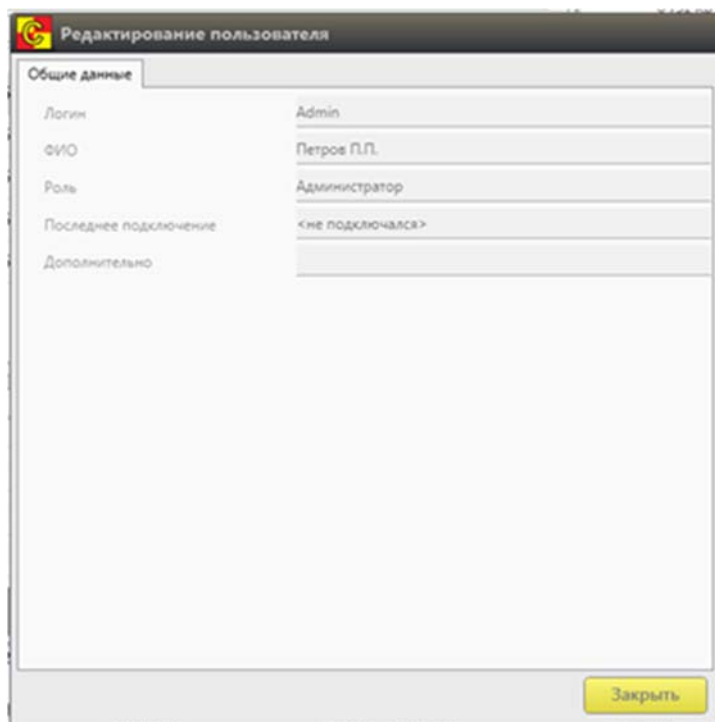 Редактирование пользователя
Общие данные
Логин Admin
ФИО Петров П.П.
Роль Администратор
Последнее подключение <не подключался>
Дополнительно
Закрыть